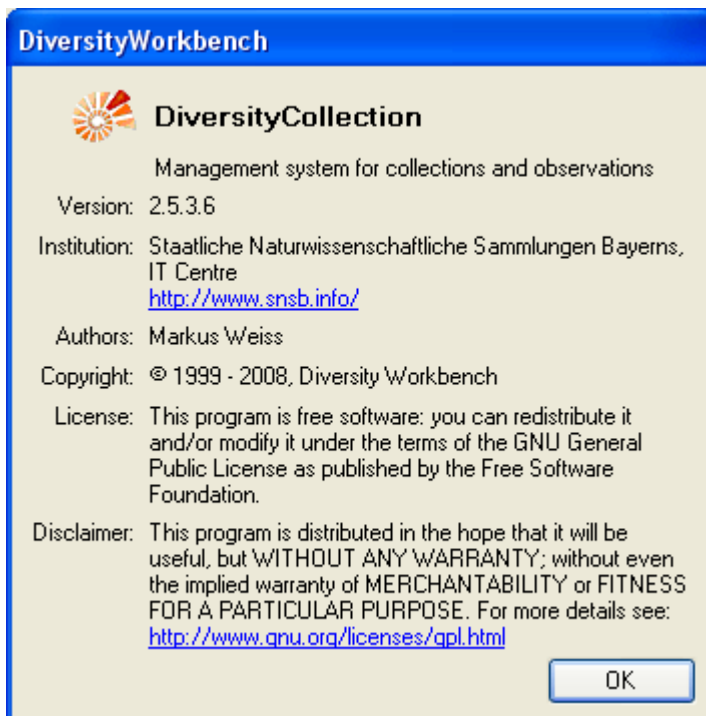 DiversityWorkbench
DiversityCollection
Management system for collections and observations
Version: 2.5.3.6
Institution: Staatliche Naturwissenschaftliche Sammlungen Bayerns,
IT Centre
http://www.snsb.info/
Authors: Markus Weiss
Copyright: © 1999 - 2008, Diversity Workbench
License: This program is free software: you can redistribute it
and/or modify it under the terms of the GNU General
Public License as published by the Free Software
Foundation.
Disclaimer: This program is distributed in the hope that it will be
useful, but WITHOUT ANY WARRANTY; without even
the implied warranty of MERCHANTABILITY or FITNESS
FOR A PARTICULAR PURPOSE. For more details see:
http://www.gnu.org/licenses/gpl.html
OK